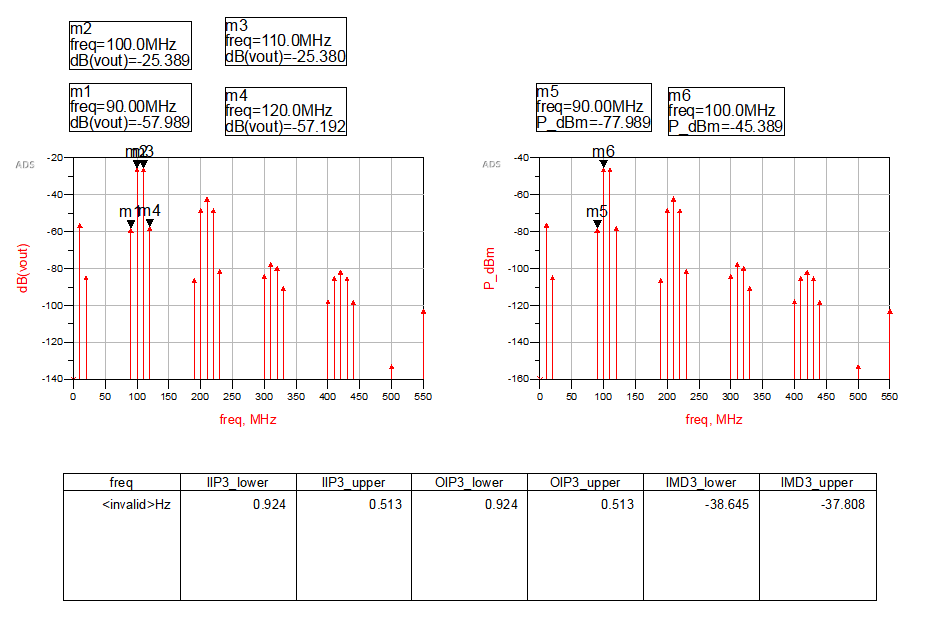 m2
freq=100.0MHz
dB(vout)=-25.389
m3
freq=110.0MHz
dB(vout)=-25.380
m1
freq=90.00MHz
dB(vout)=-57.989
m4
freq=120.0MHz
dB(vout)=-57.192
m5
freq=90.00MHz
P_dBm=-77.989
m6
freq=100.0MHz
P_dBm=-45.389
ADS
m2
m3
m1
m4
-20
-40
-60
-80
-100
-120
-140
0 50 100 150 200 250 300 350 400 450 500 550
dB(vout)
freq, MHz
ADS
m6
m5
-40
-60
-80
-100
-120
-140
-160
0 50 100 150 200 250 300 350 400 450 500 550
P_dBm
freq, MHz
freq IIP3_lower IIP3_upper OIP3_lower OIP3_upper IMD3_lower IMD3_upper
<invalid>Hz 0.924 0.513 0.924 0.513 -38.645 -37.808